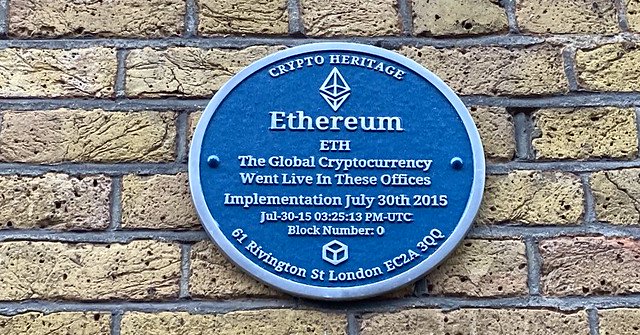 CRYPTO HERITAGE
Ethereum
ETH
The Global Cryptocurrency
Went Live In These Offices
Implementation July 30th 2015
Jul-30-15 03:25:13 PM-UTC
Block Number: 0
61 Rivington St London EC2A 3QQ